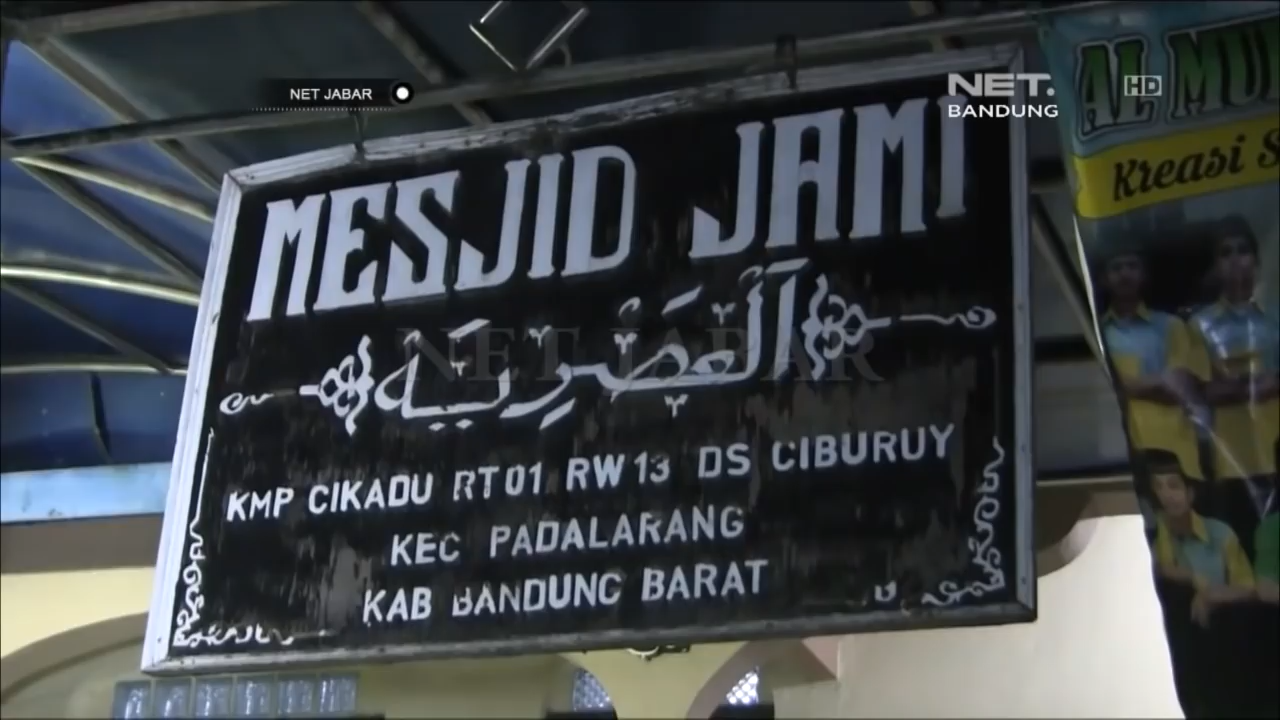 NET JABAR
NET.
BANDUNG
HD
MESJID JAMI
العصرية
NET JABAR
KMP CIKADU RT 01 RW 13 DS CIBURUY
KEC PADALARANG
KAB BANDUNG BARAT
AL
Kreasi